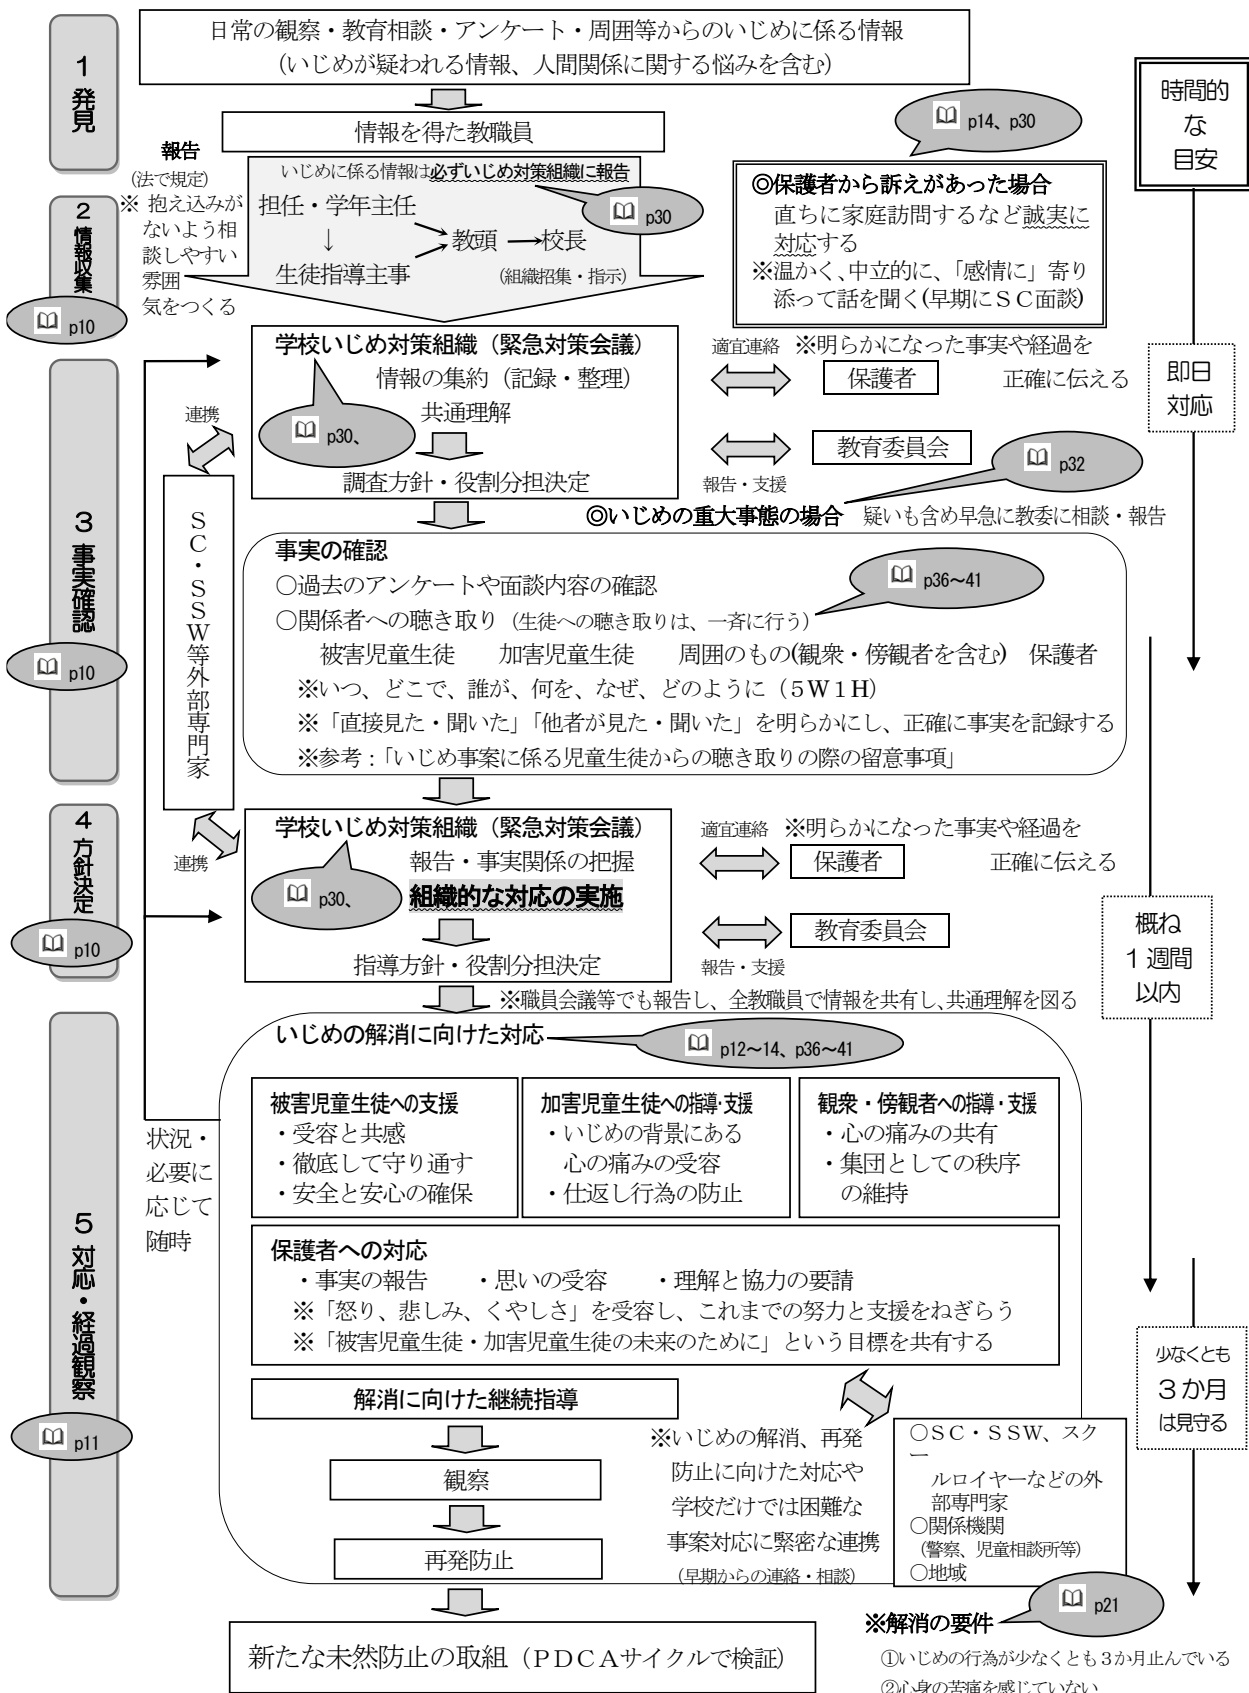 1 発見
日常の観察・教育相談・アンケート・周囲等からのいじめに係る情報
(いじめが疑われる情報、人間関係に関する悩みを含む)
情報を得た教職員
時間的
な
目安
p14、p30
報告
(法で規定)
※ 抱え込みが
ないよう相
談しやすい
雰囲
気をつくる
2 情報収集
p10
いじめに係る情報は必ずいじめ対策組織に報告
担任・学年主任
↓
生徒指導主事
教頭
校長
(組織招集・指示)
p30
◎保護者から訴えがあった場合
直ちに家庭訪問するなど誠実に
対応する
※温かく、中立的に、「感情に」寄り
添って話を聞く(早期にＳＣ面談)
即日
対応
3 事実確認
p10
連携
ＳＣ・ＳＳＷ等外部専門家
連携
学校いじめ対策組織（緊急対策会議）
情報の集約（記録・整理）
共通理解
p30、
調査方針・役割分担決定
適宜連絡 ※明らかになった事実や経過を
保護者 正確に伝える
教育委員会
報告・支援
p32
◎いじめの重大事態の場合 疑いも含め早急に教委に相談・報告
事実の確認
○過去のアンケートや面談内容の確認
p36～41
○関係者への聴き取り（生徒への聴き取りは、一斉に行う）
被害児童生徒 加害児童生徒 周囲のもの(観衆・傍観者を含む) 保護者
※いつ、どこで、誰が、何を、なぜ、どのように（５Ｗ１Ｈ）
※「直接見た・聞いた」「他者が見た・聞いた」を明らかにし、正確に事実を記録する
※参考：「いじめ事案に係る児童生徒からの聴き取りの際の留意事項」
4 方針決定
p10
学校いじめ対策組織（緊急対策会議）
報告・事実関係の把握
p30、
組織的な対応の実施
指導方針・役割分担決定
適宜連絡 ※明らかになった事実や経過を
保護者 正確に伝える
教育委員会
報告・支援
概ね
１週間
以内
※職員会議等でも報告し、全教職員で情報を共有し、共通理解を図る
5 対応・経過観察
p11
状況・
必要に
応じて
随時
いじめの解消に向けた対応
p12～14、p36～41
被害児童生徒への支援
・受容と共感
・徹底して守り通す
・安全と安心の確保
加害児童生徒への指導・支援
・いじめの背景にある
心の痛みの受容
・仕返し行為の防止
観衆・傍観者への指導・支援
・心の痛みの共有
・集団としての秩序
の維持
保護者への対応
・事実の報告 ・思いの受容 ・理解と協力の要請
※「怒り、悲しみ、くやしさ」を受容し、これまでの努力と支援をねぎらう
※「被害児童生徒・加害児童生徒の未来のために」という目標を共有する
少なくとも
３か月
は見守る
解消に向けた継続指導
観察
再発防止
※いじめの解消、再発
防止に向けた対応や
学校だけでは困難な
事案対応に緊密な連携
(早期からの連絡・相談)
○ＳＣ・ＳＳＷ、スク
ー
ルロイヤーなどの外
部専門家
○関係機関
(警察、児童相談所等)
○地域
p21
新たな未然防止の取組（ＰＤＣＡサイクルで検証）
※解消の要件
①いじめの行為が少なくとも３か月止んでいる
②心身の苦痛を感じていない